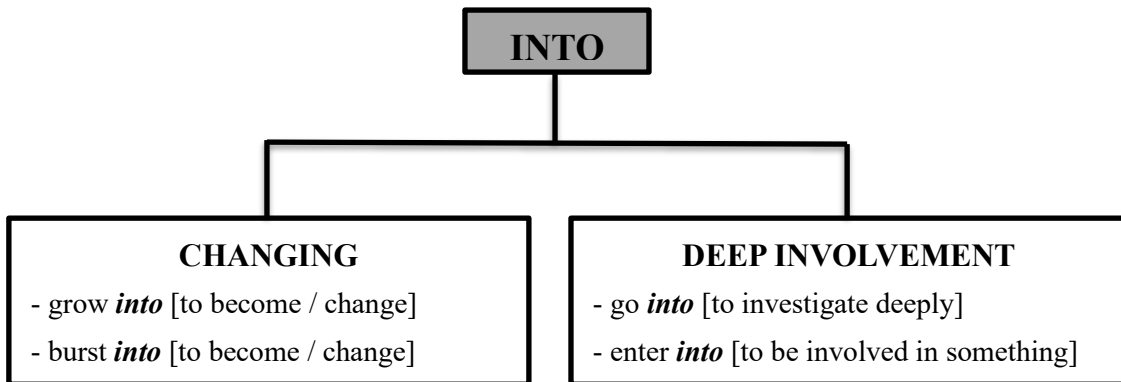 INTO
CHANGING
- grow into [to become / change]
- burst into [to become / change]
DEEP INVOLVEMENT
- go into [to investigate deeply]
- enter into [to be involved in something]